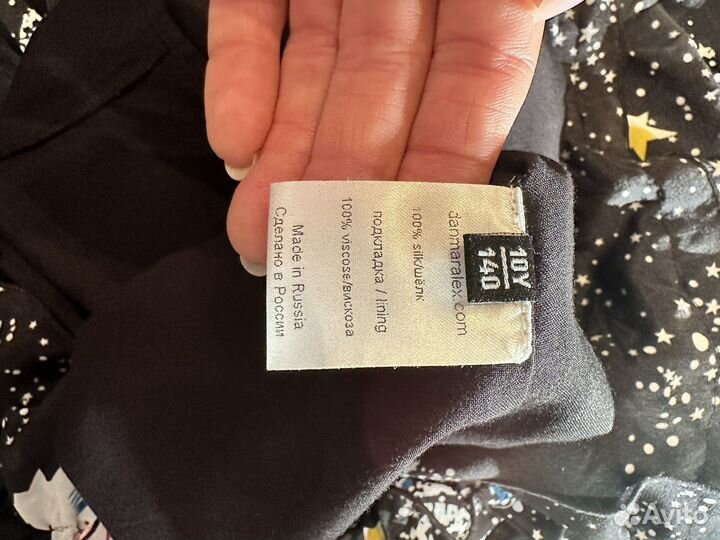 danmaralex.com
100% silk/шёлк
подкладка / lining
100% viscose/вискоза
Made in Russia
Сделано в России
10Y
140
Avito